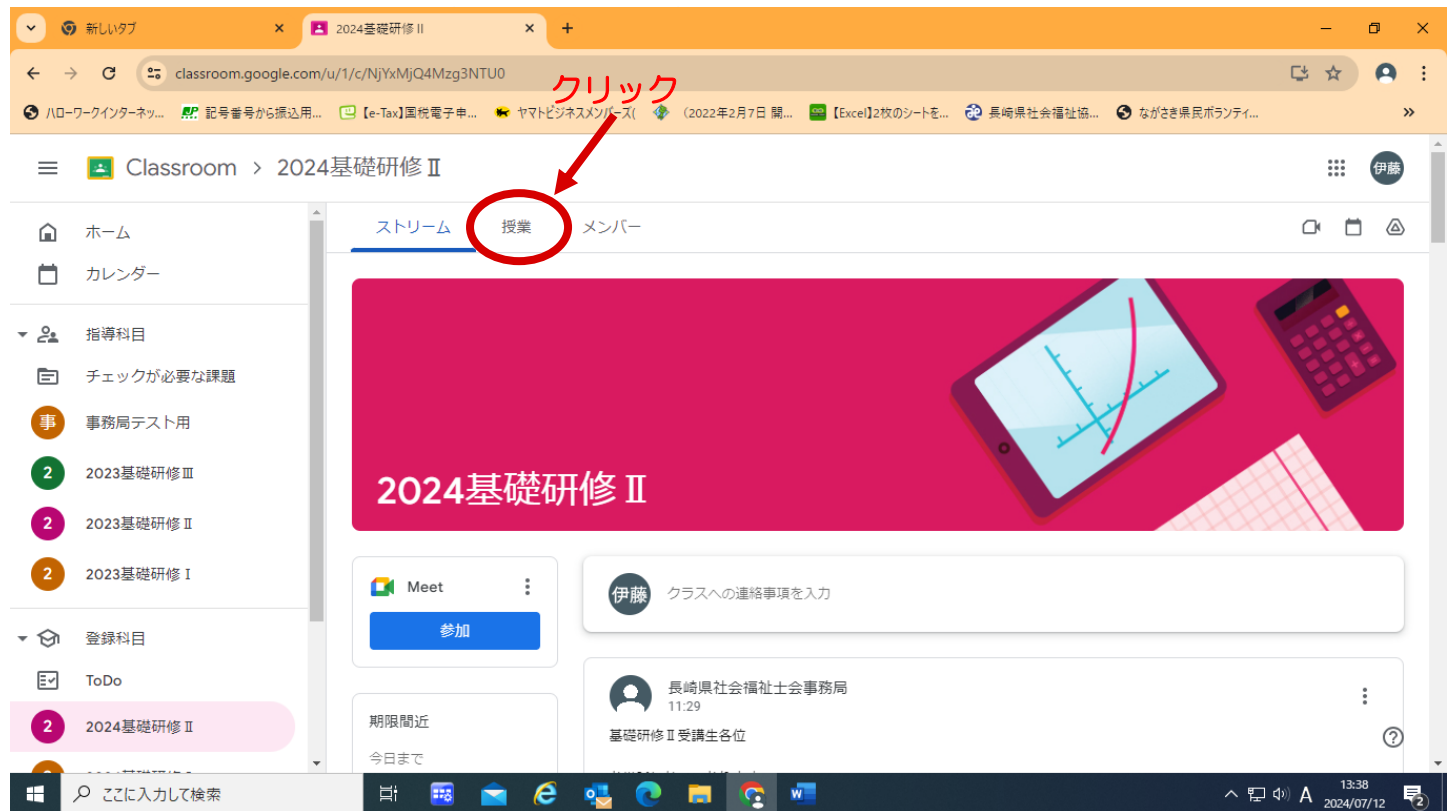 新しいタブ
2024基礎研修Ⅱ
classroom.google.com/u/1/c/NjYxMjQ4Mzg3NTU0
クリック
ハローワークインターネッ... 記号番号から振込用... 【e-Tax】国税電子申... ヤマトビジネスメンバーズ( (2022年2月7日 開... 【Excel】2枚のシートを... 長崎県社会福祉協... ながさき県民ボランティ...
Classroom > 2024基礎研修Ⅱ
伊藤
ストリーム 授業 メンバー
ホーム
カレンダー
指導科目
チェックが必要な課題
事 事務局テスト用
2 2023基礎研修Ⅲ
2 2023基礎研修Ⅱ
2 2023基礎研修Ⅰ
登録科目
ToDo
2 2024基礎研修Ⅱ
2024基礎研修Ⅱ
Meet
参加
期限間近
今日まで
伊藤 クラスへの連絡事項を入力
長崎県社会福祉士会事務局
11:29
基礎研修Ⅱ受講生各位
ここに入力して検索
A
13:38
2024/07/12
2